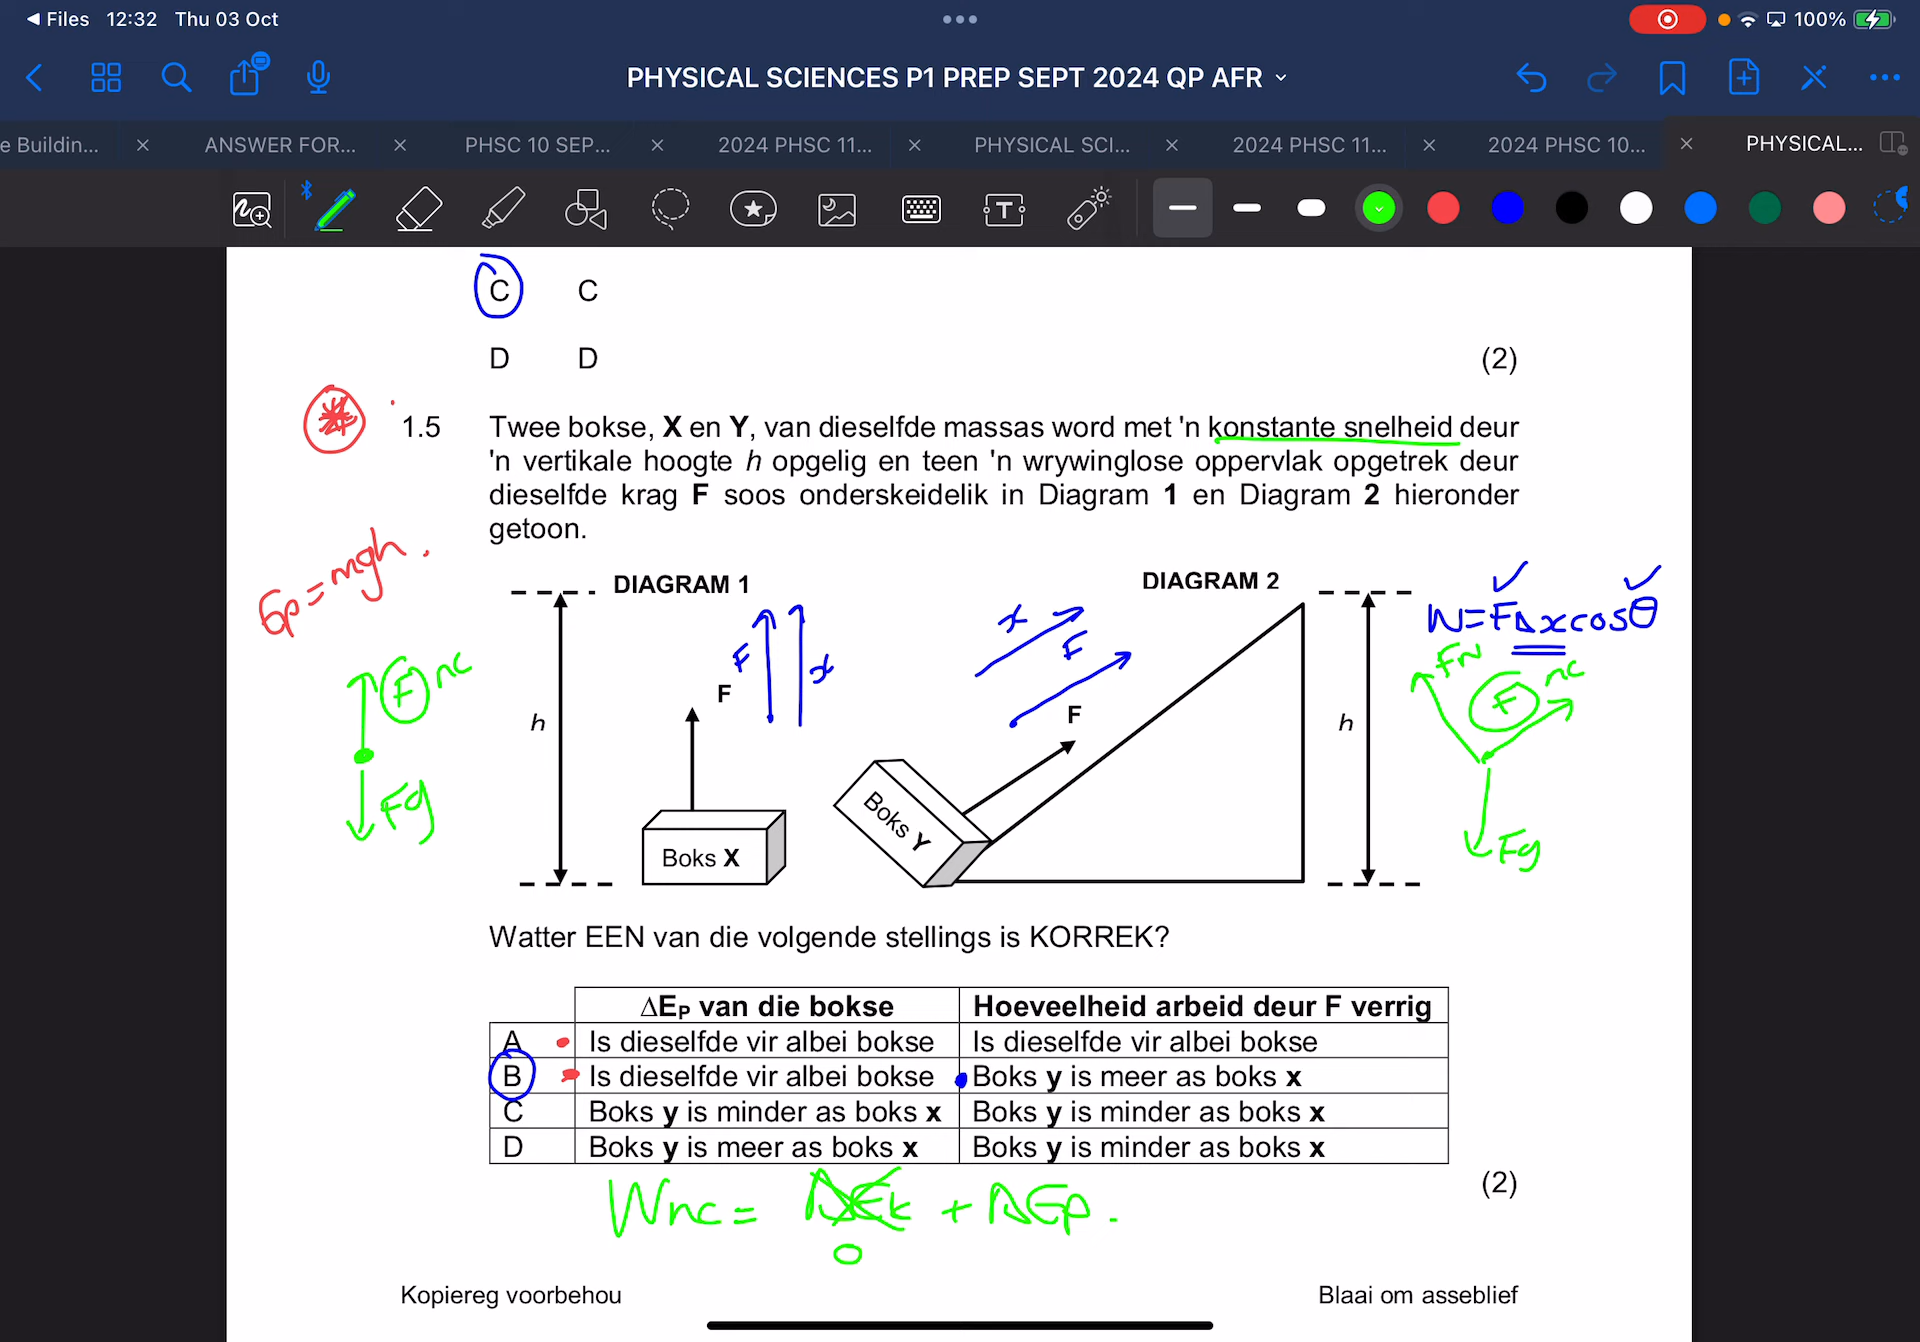 Files 12:32 Thu 03 Oct
100%
PHYSICAL SCIENCES P1 PREP SEPT 2024 QP AFR
e Buildin...
ANSWER FOR...
PHSC 10 SEP...
2024 PHSC 11...
PHYSICAL SCI...
2024 PHSC 11...
2024 PHSC 10...
PHYSICAL...
C C
D D (2)
1.5 Twee bokse, X en Y, van dieselfde massas word met 'n konstante snelheid deur
'n vertikale hoogte h opgelig en teen 'n wrywinglose oppervlak opgetrek deur
dieselfde krag F soos onderskeidelik in Diagram 1 en Diagram 2 hieronder
getoon.
Ep = mgh.
DIAGRAM 1
DIAGRAM 2
W=FΔxcosθ
F nc
Fg
h
F
F
x
Boks X
x
F
F
Boks Y
h
FN
F nc
Fg
Watter EEN van die volgende stellings is KORREK?
ΔEP van die bokse Hoeveelheid arbeid deur F verrig
A Is dieselfde vir albei bokse Is dieselfde vir albei bokse
B Is dieselfde vir albei bokse Boks y is meer as boks x
C Boks y is minder as boks x Boks y is minder as boks x
D Boks y is meer as boks x Boks y is minder as boks x
(2)
Wnc = ΔEk + ΔEp.
0
Kopiereg voorbehou Blaai om asseblief